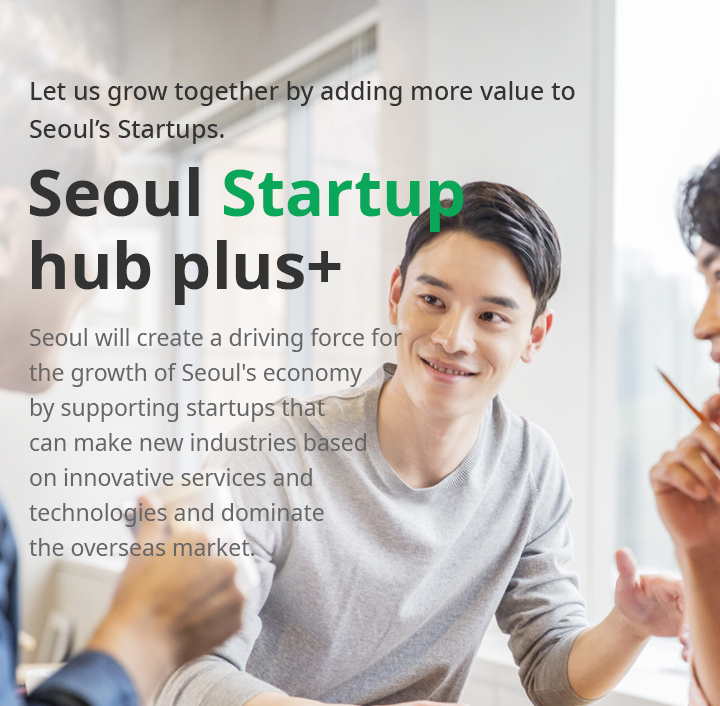 Let us grow together by adding more value to
Seoul’s Startups.
Seoul Startup
hub plus+
Seoul will create a driving force for
the growth of Seoul's economy
by supporting startups that
can make new industries based
on innovative services and
technologies and dominate
the overseas market.